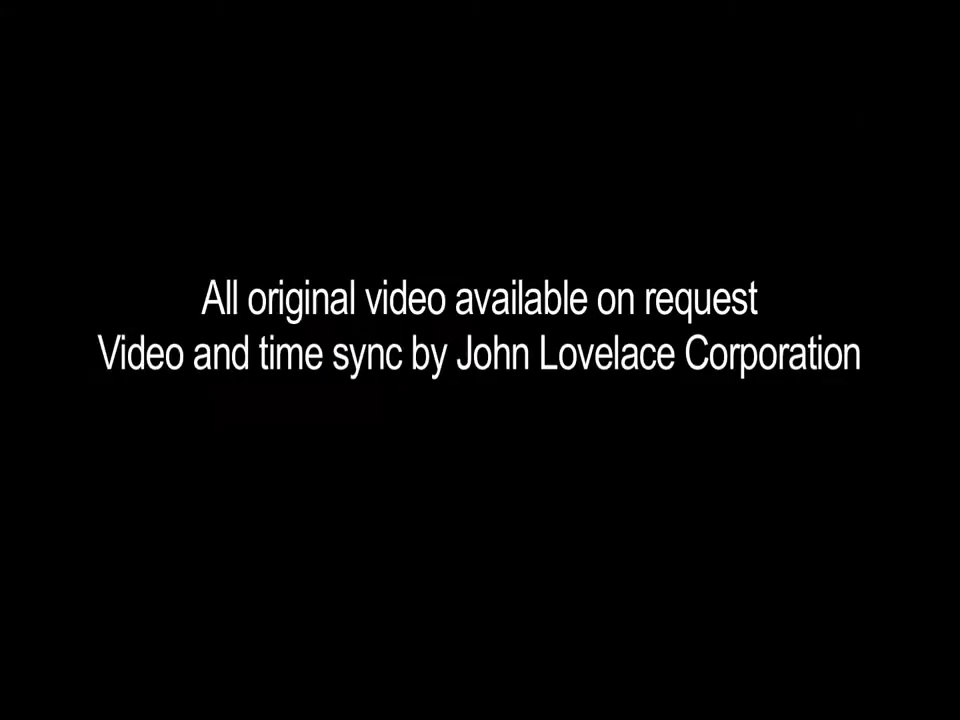 All original video available on request
Video and time sync by John Lovelace Corporation